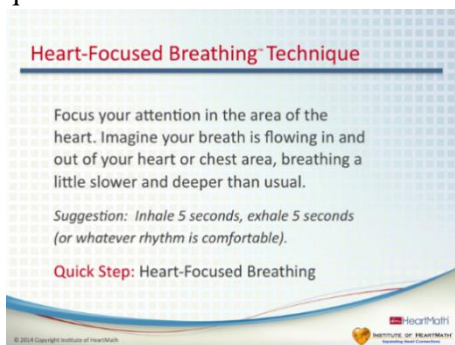 Heart-Focused Breathing™ Technique
Focus your attention in the area of the
heart. Imagine your breath is flowing in and
out of your heart or chest area, breathing a
little slower and deeper than usual.
Suggestion: Inhale 5 seconds, exhale 5 seconds
(or whatever rhythm is comfortable).
Quick Step: Heart-Focused Breathing
HeartMath
INSTITUTE OF HEARTMATH
Expanding Heart Connections
© 2014 Copyright Institute of HeartMath